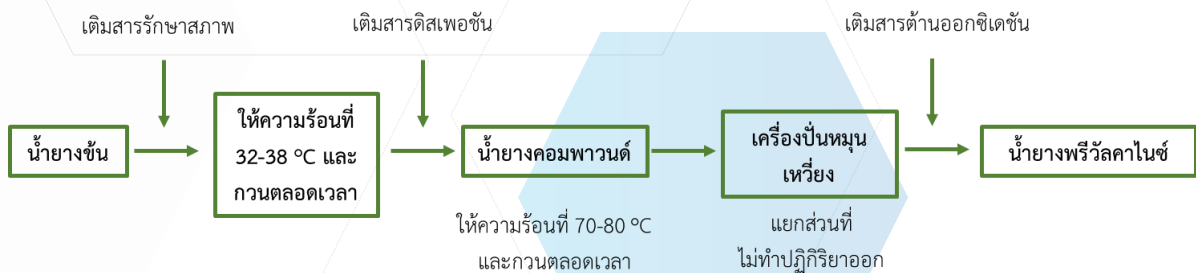 เติมสารรักษาสภาพ
เติมสารดิสเพอชัน
เติมสารต้านออกซิเดชัน
น้ำยางข้น
ให้ความร้อนที่
32-38 °C และ
กวนตลอดเวลา
น้ำยางคอมพาวนด์
เครื่องปั่นหมุน
เหวี่ยง
น้ำยางพรีวัลคาไนซ์
ให้ความร้อนที่ 70-80 °C
และกวนตลอดเวลา
แยกส่วนที่
ไม่ทำปฏิกิริยาออก